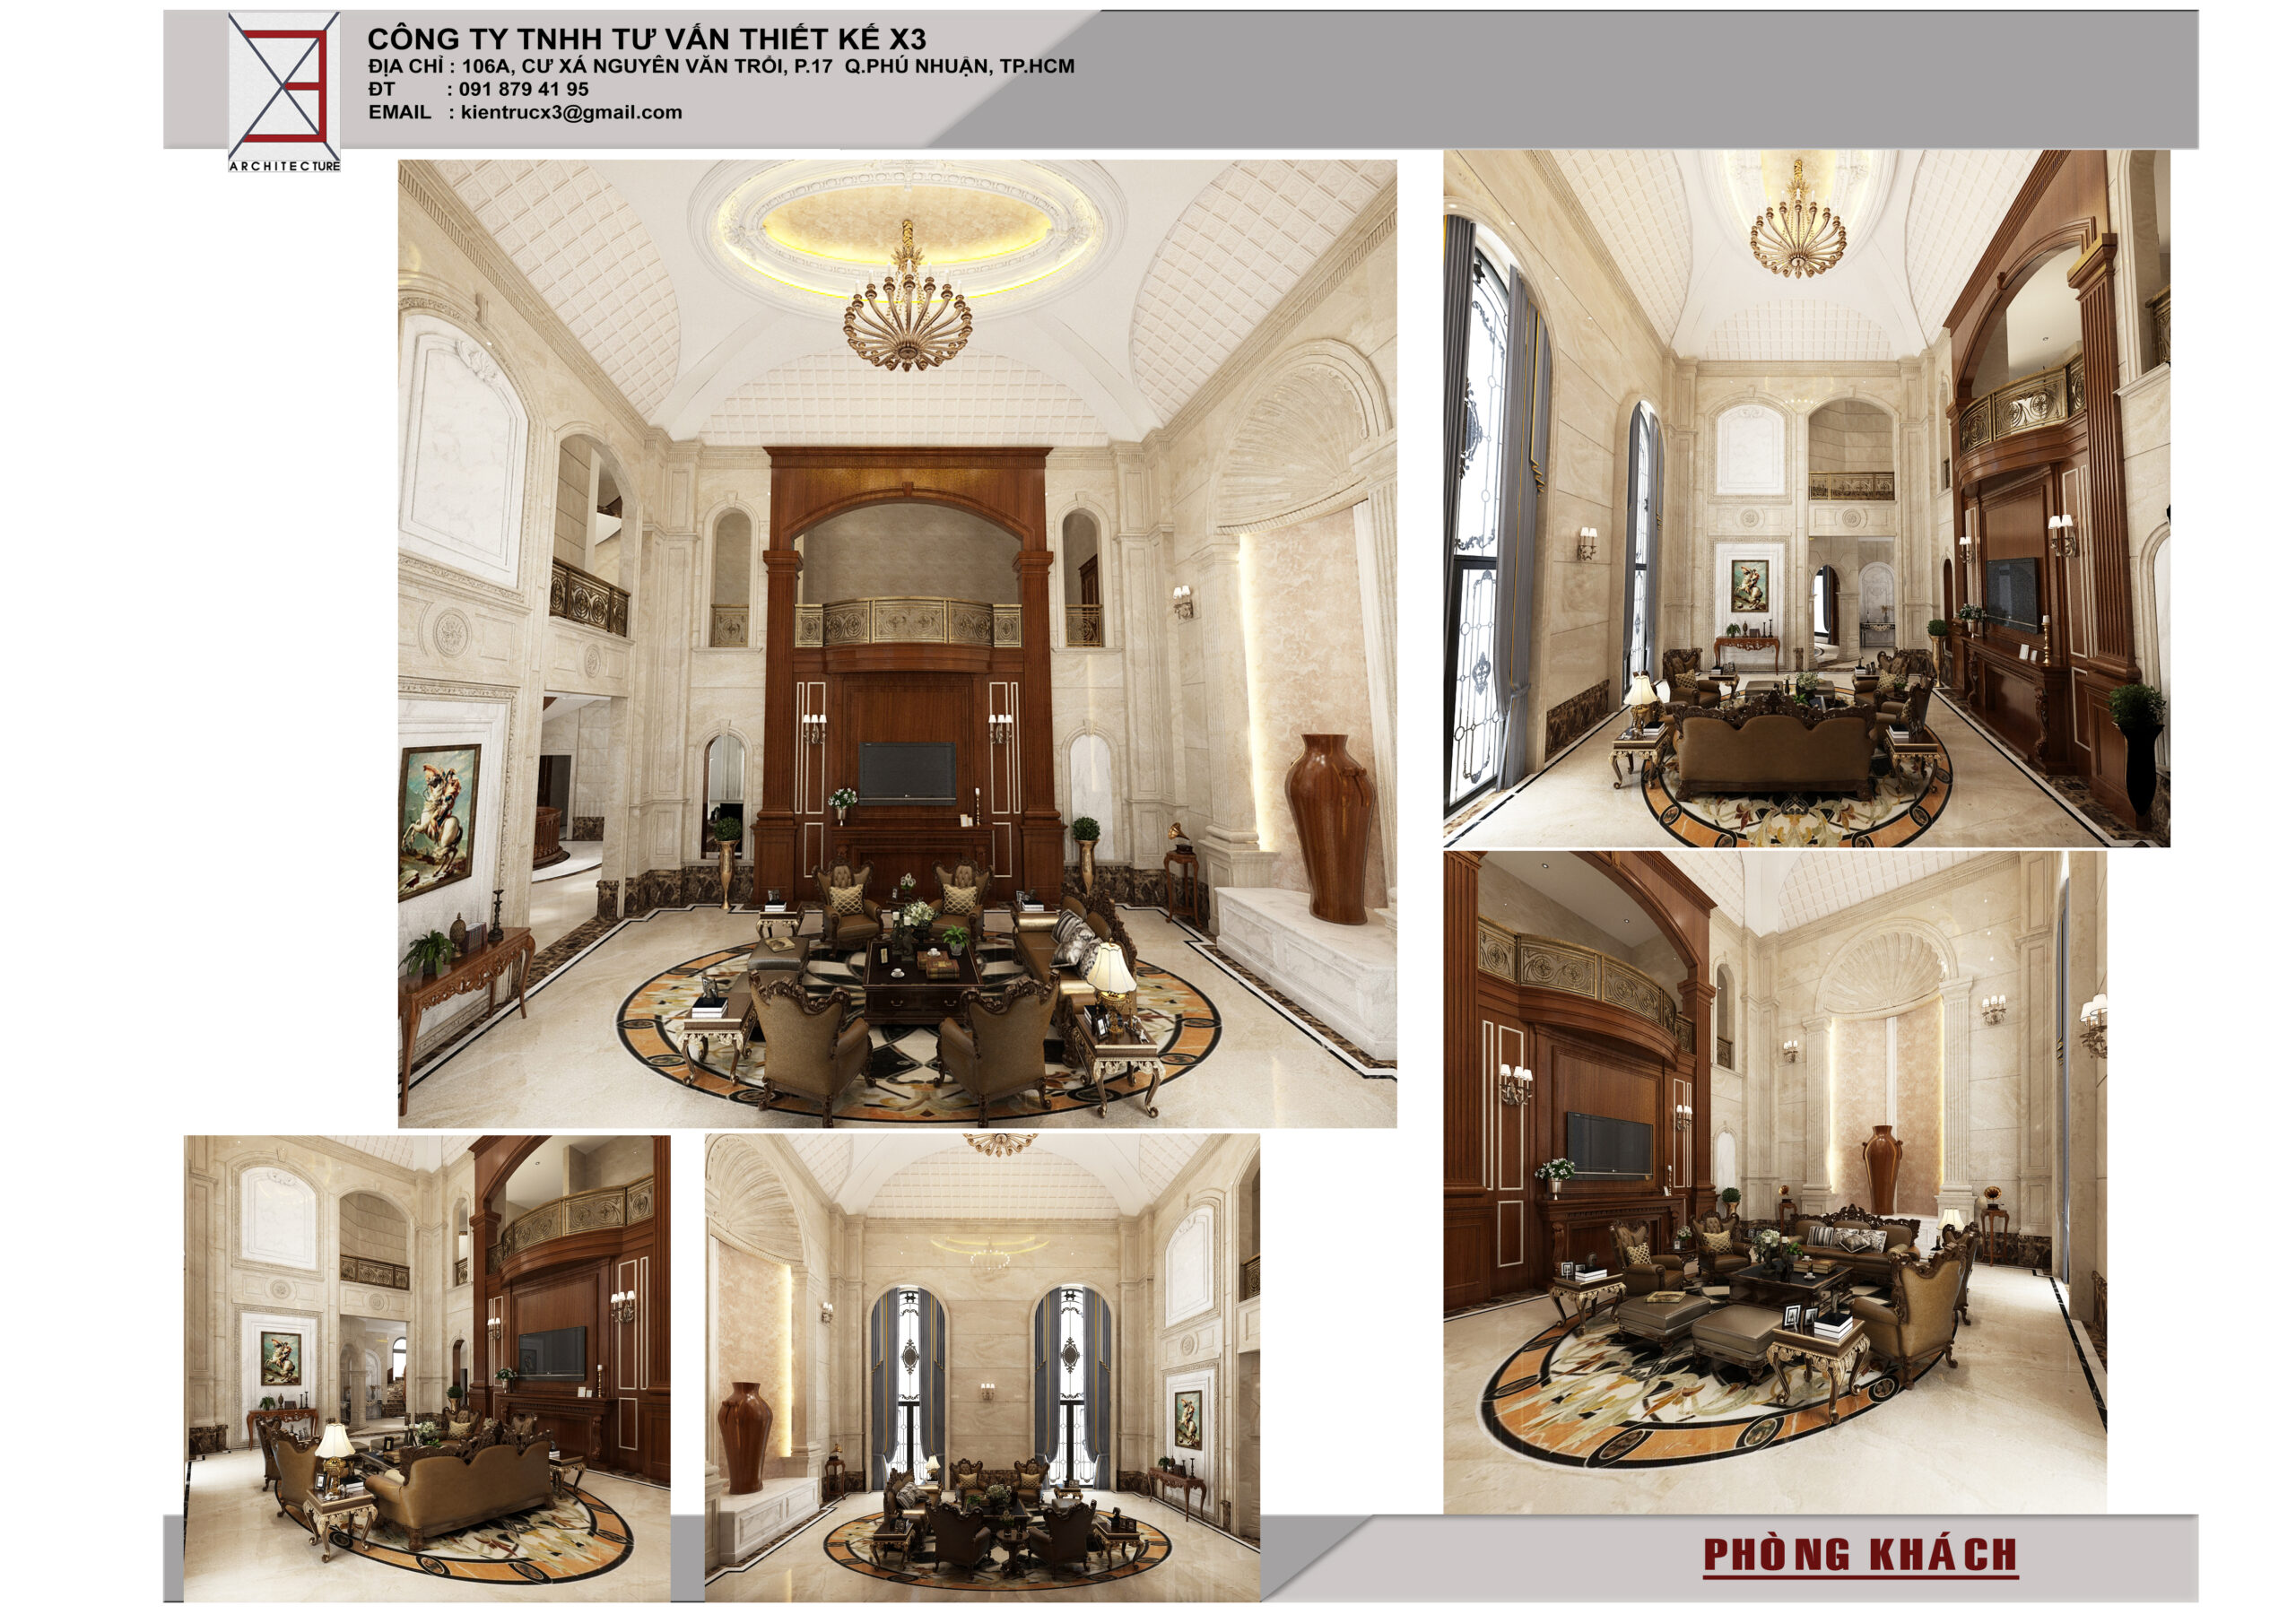 CÔNG TY TNHH TƯ VẤN THIẾT KẾ X3
ĐỊA CHỈ : 106A, CƯ XÁ NGUYỄN VĂN TRỖI, P.17 Q.PHÚ NHUẬN, TP.HCM
ĐT : 091 879 41 95
EMAIL : kientrucx3@gmail.com
ARCHITECTURE
PHÒNG KHÁCH